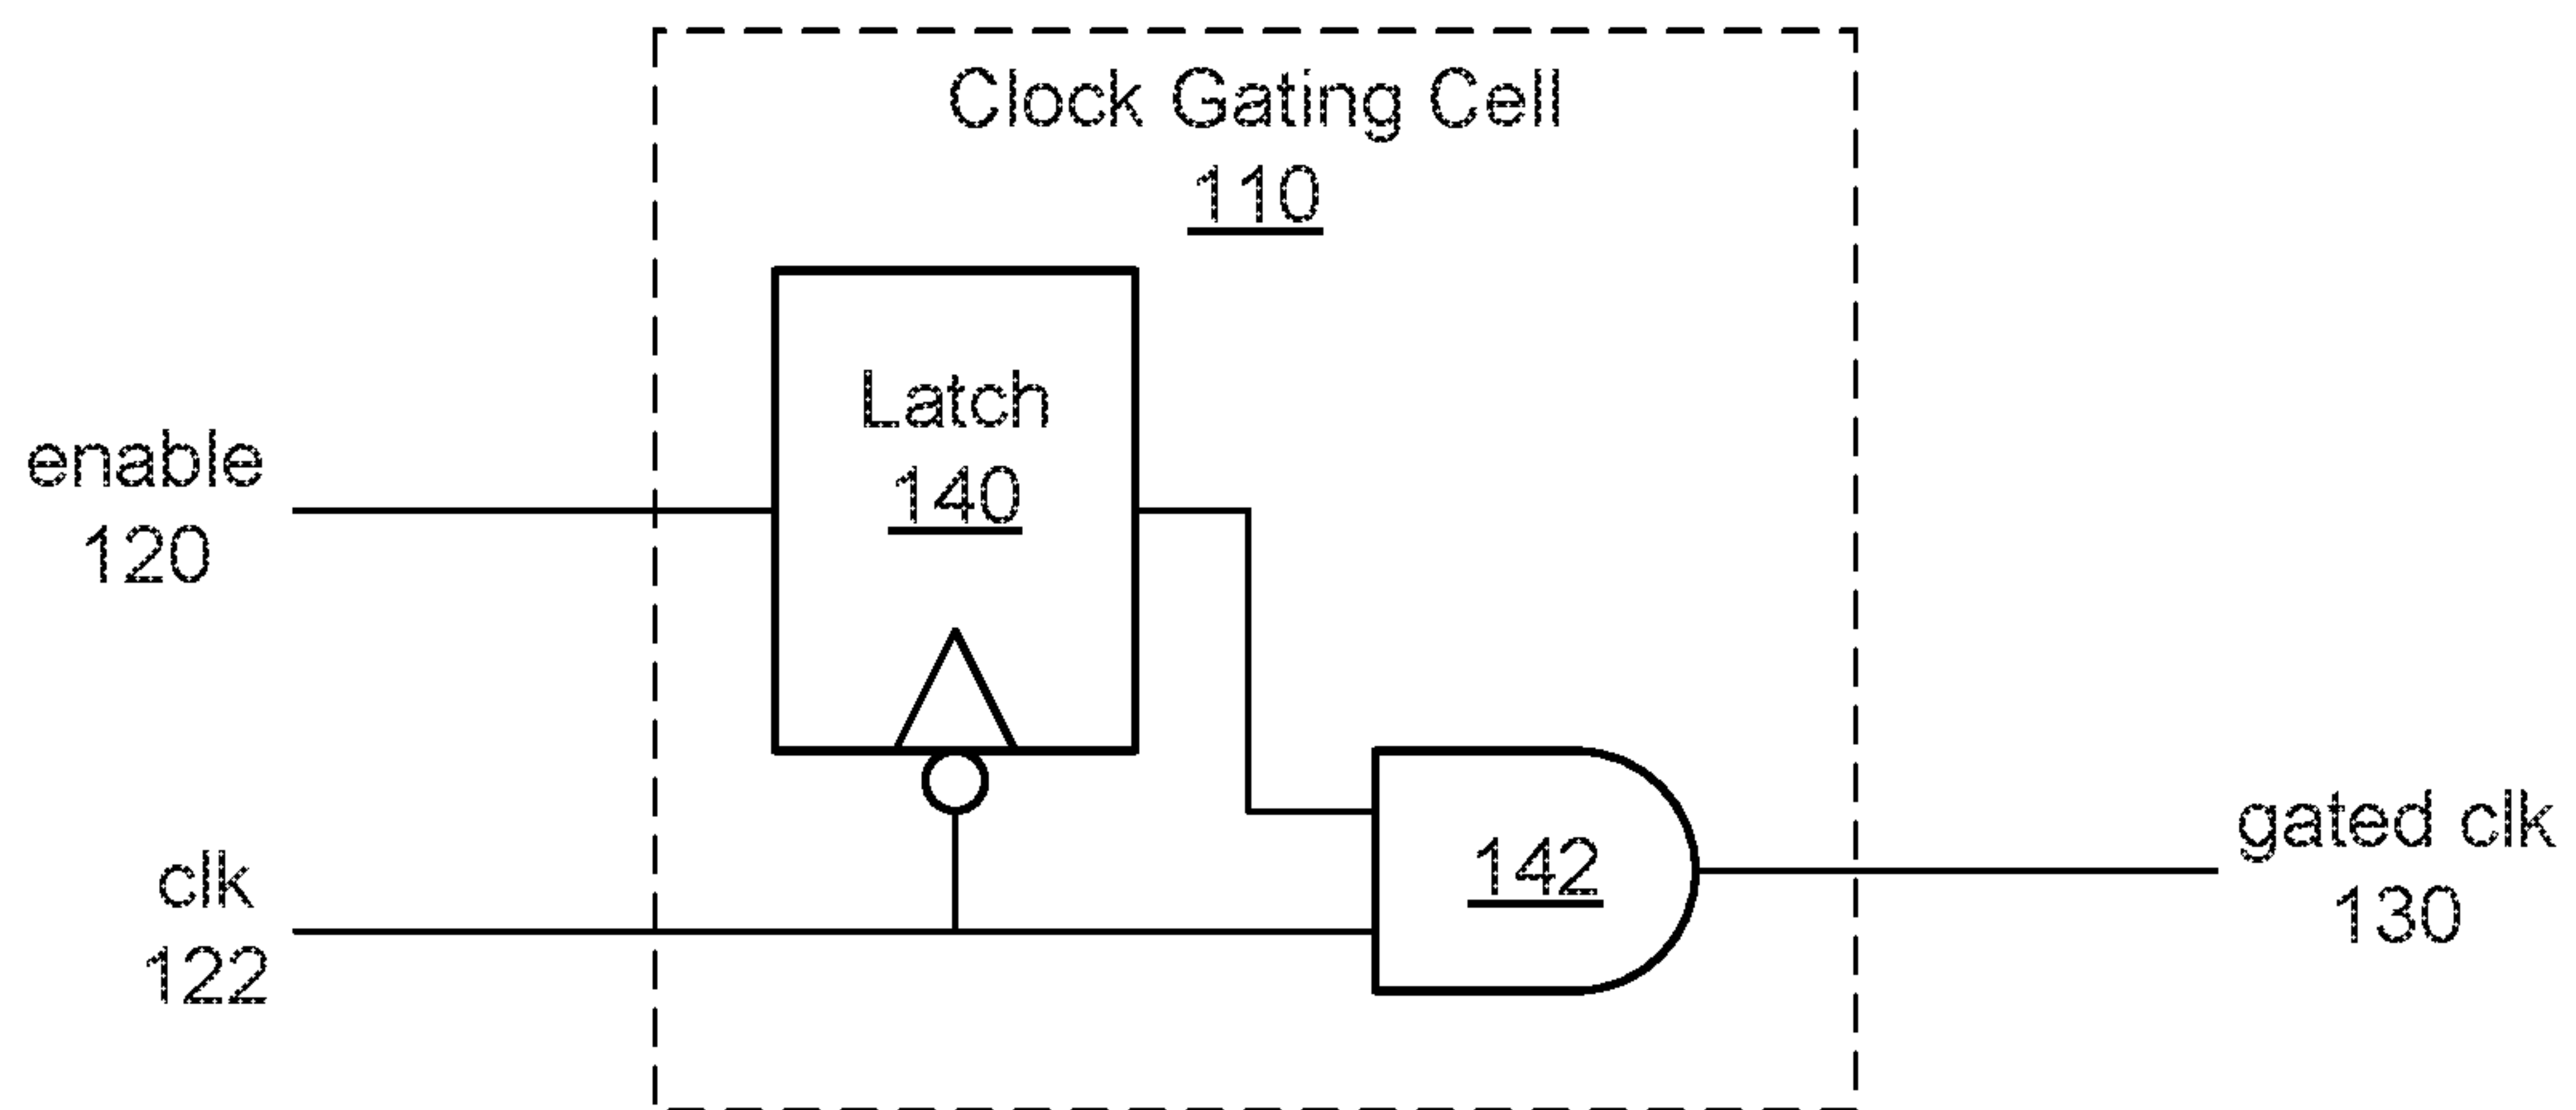 Clock Gating Cell
110
Latch
140
enable
120
clk
122
142
gated clk
130